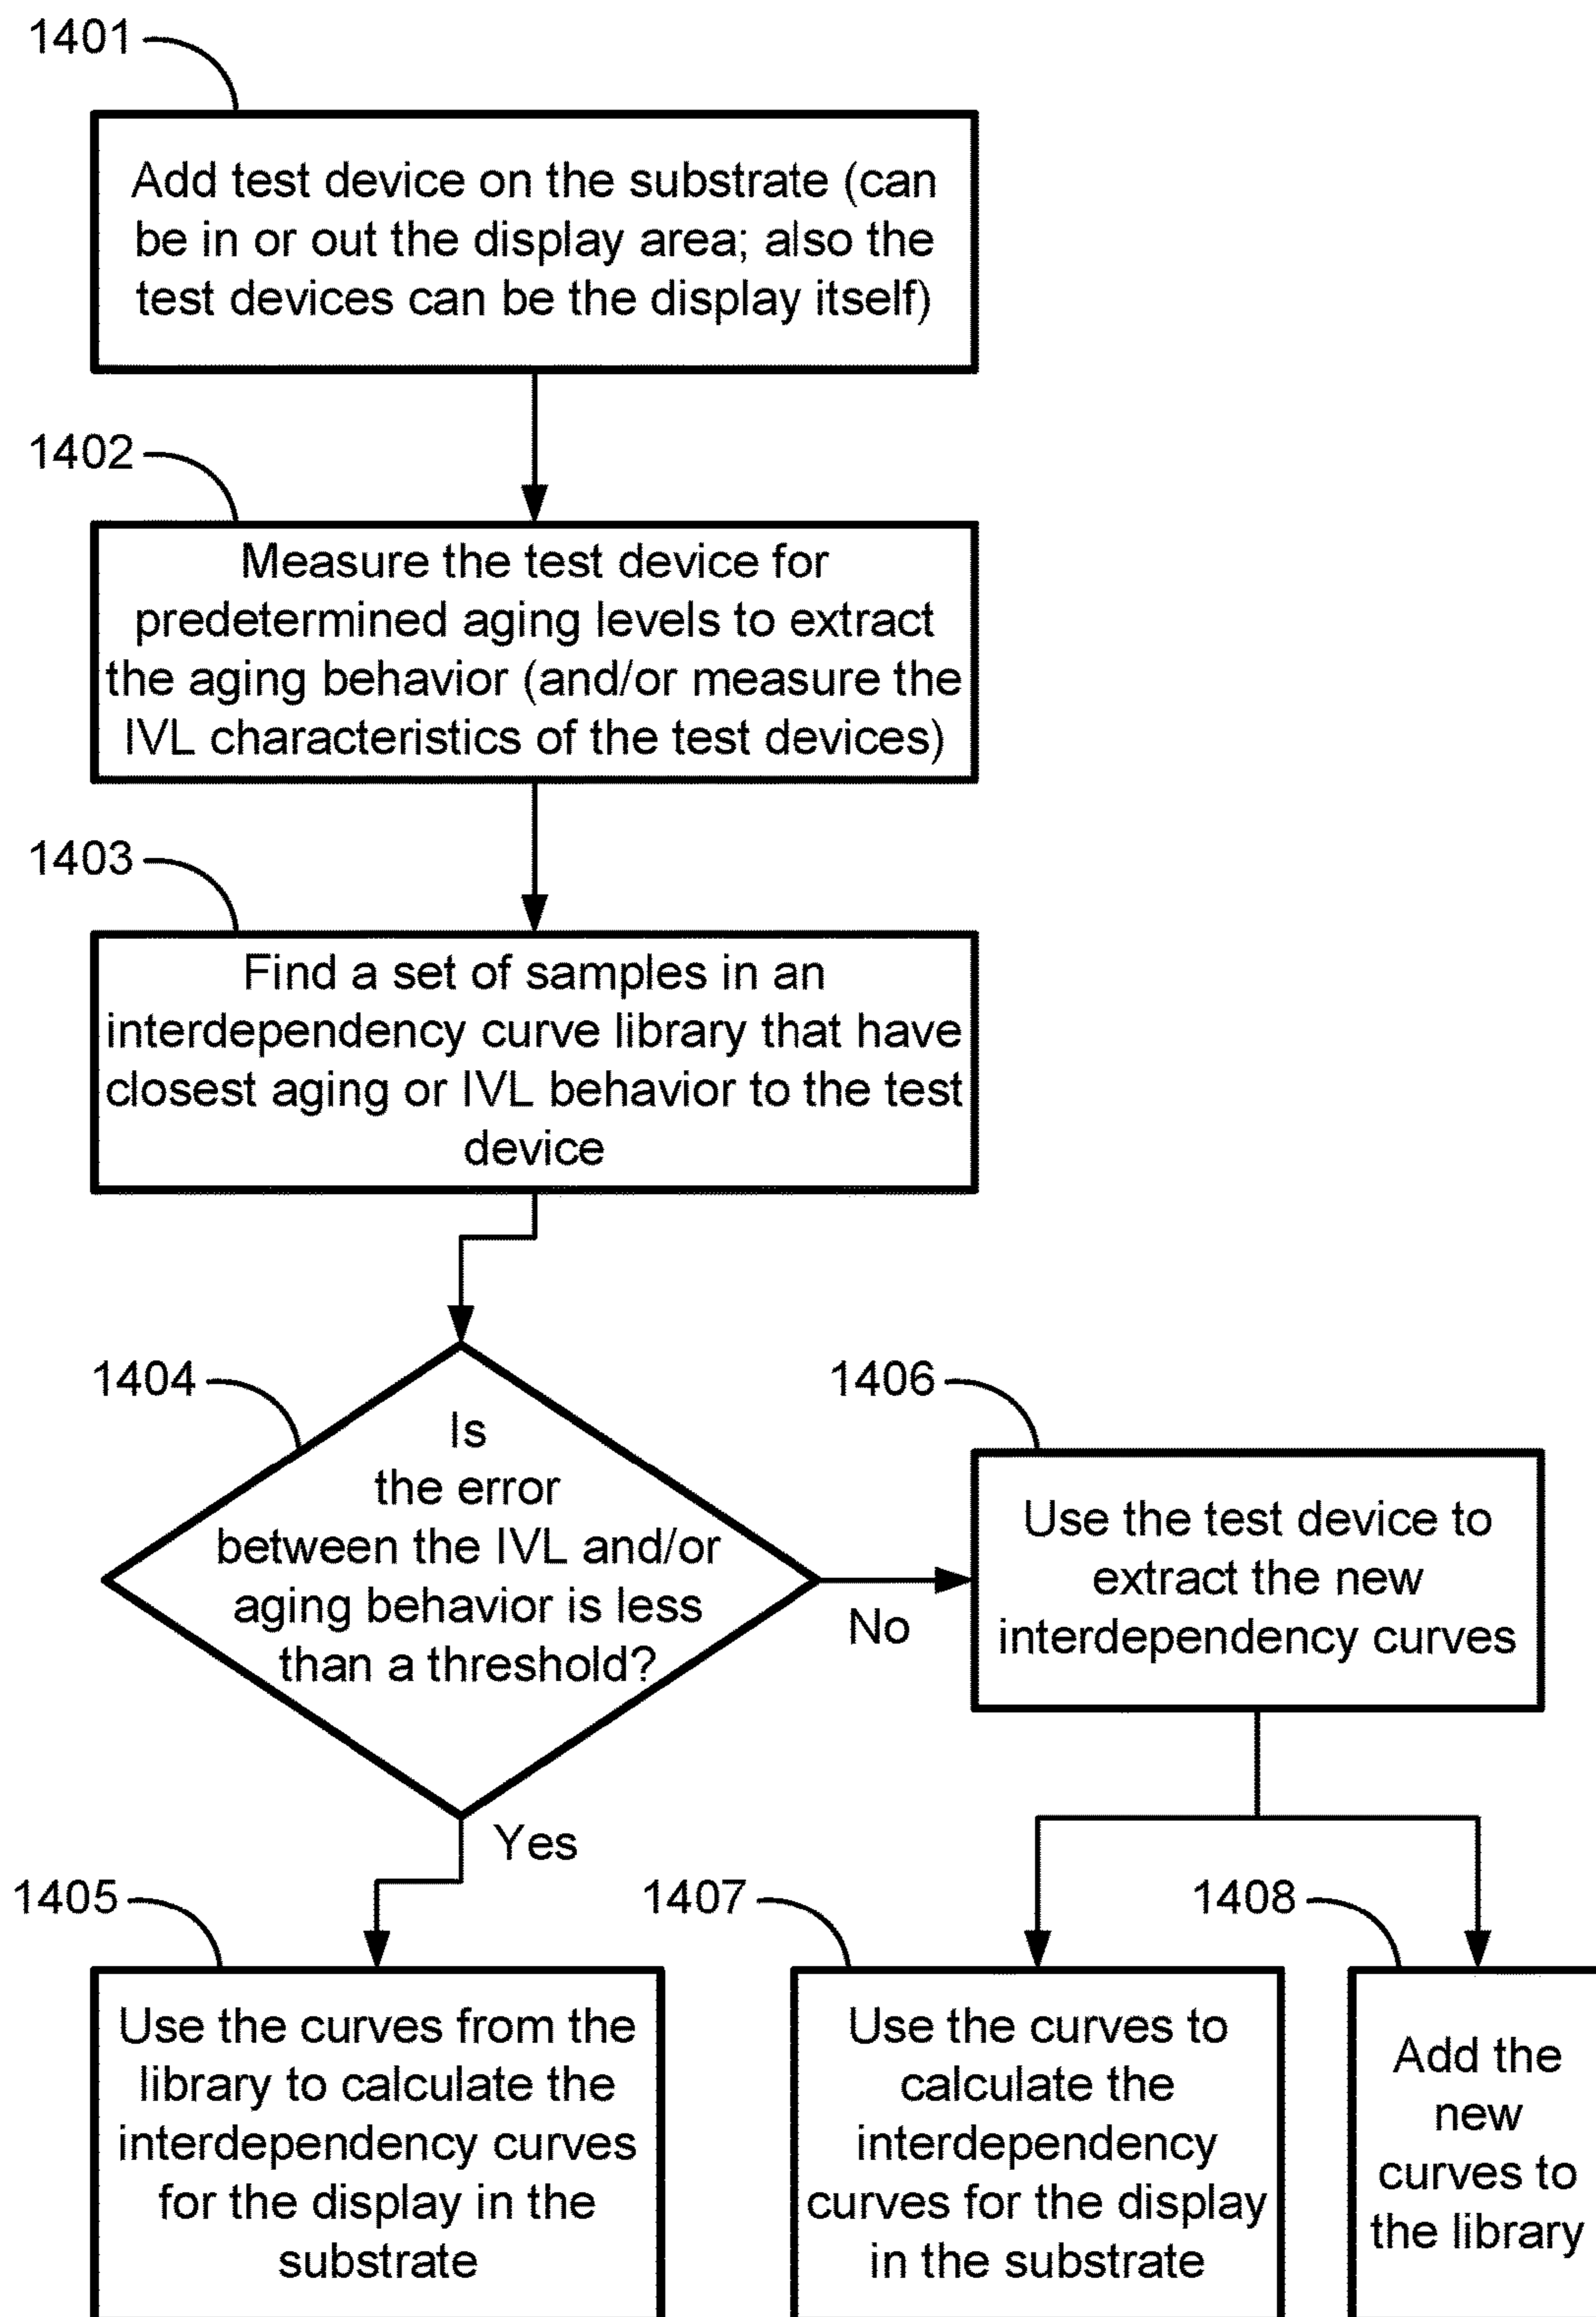 1401
Add test device on the substrate (can
be in or out the display area; also the
test devices can be the display itself)
1402
Measure the test device for
predetermined aging levels to extract
the aging behavior (and/or measure the
IVL characteristics of the test devices)
1403
Find a set of samples in an
interdependency curve library that have
closest aging or IVL behavior to the test
device
1404
Is
the error
between the IVL and/or
aging behavior is less
than a threshold?
No
Yes
1406
Use the test device to
extract the new
interdependency curves
1405
Use the curves from the
library to calculate the
interdependency curves
for the display in the
substrate
1407
Use the curves to
calculate the
interdependency
curves for the display
in the substrate
1408
Add the
new
curves to
the library